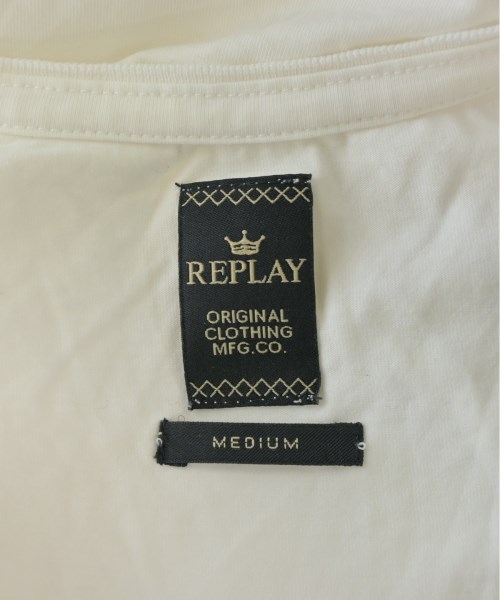 REPLAY
ORIGINAL
CLOTHING
MFG.CO.
MEDIUM